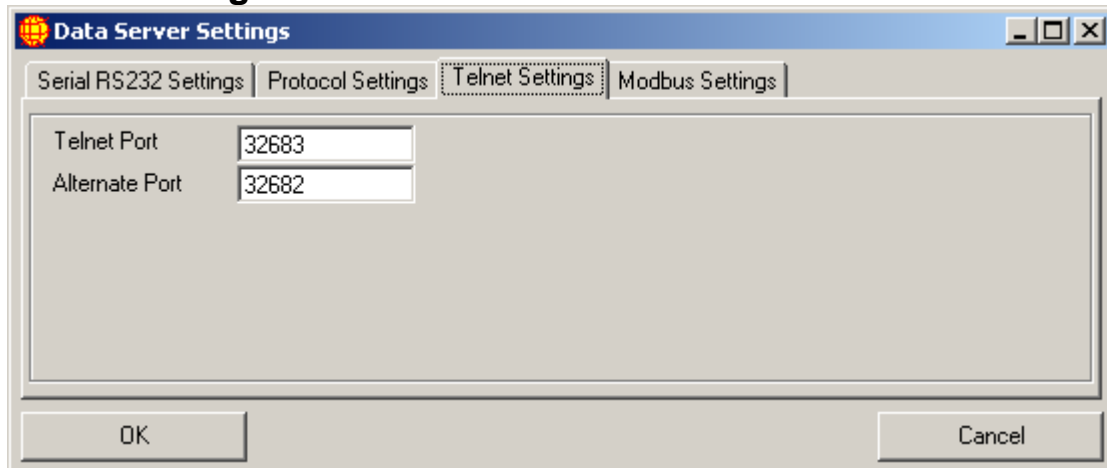 Data Server Settings
Serial RS232 Settings Protocol Settings Telnet Settings Modbus Settings
Telnet Port 32683
Alternate Port 32682
OK Cancel